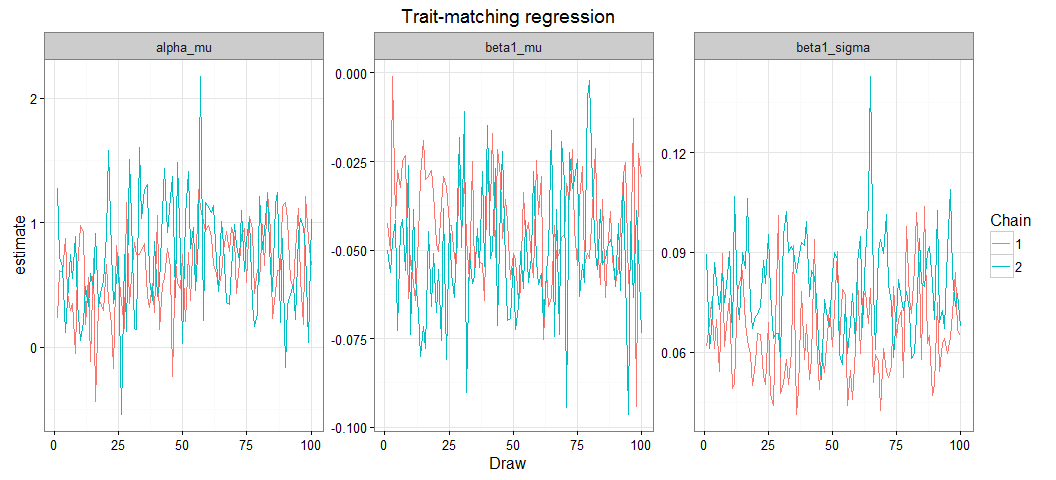 Trait-matching regression
alpha_mu
beta1_mu
beta1_sigma
estimate
2
1
0
0.000
-0.025
-0.050
-0.075
-0.100
0.12
0.09
0.06
0 25 50 75 100
0 25 50 75 100
0 25 50 75 100
Draw
Chain
1
2